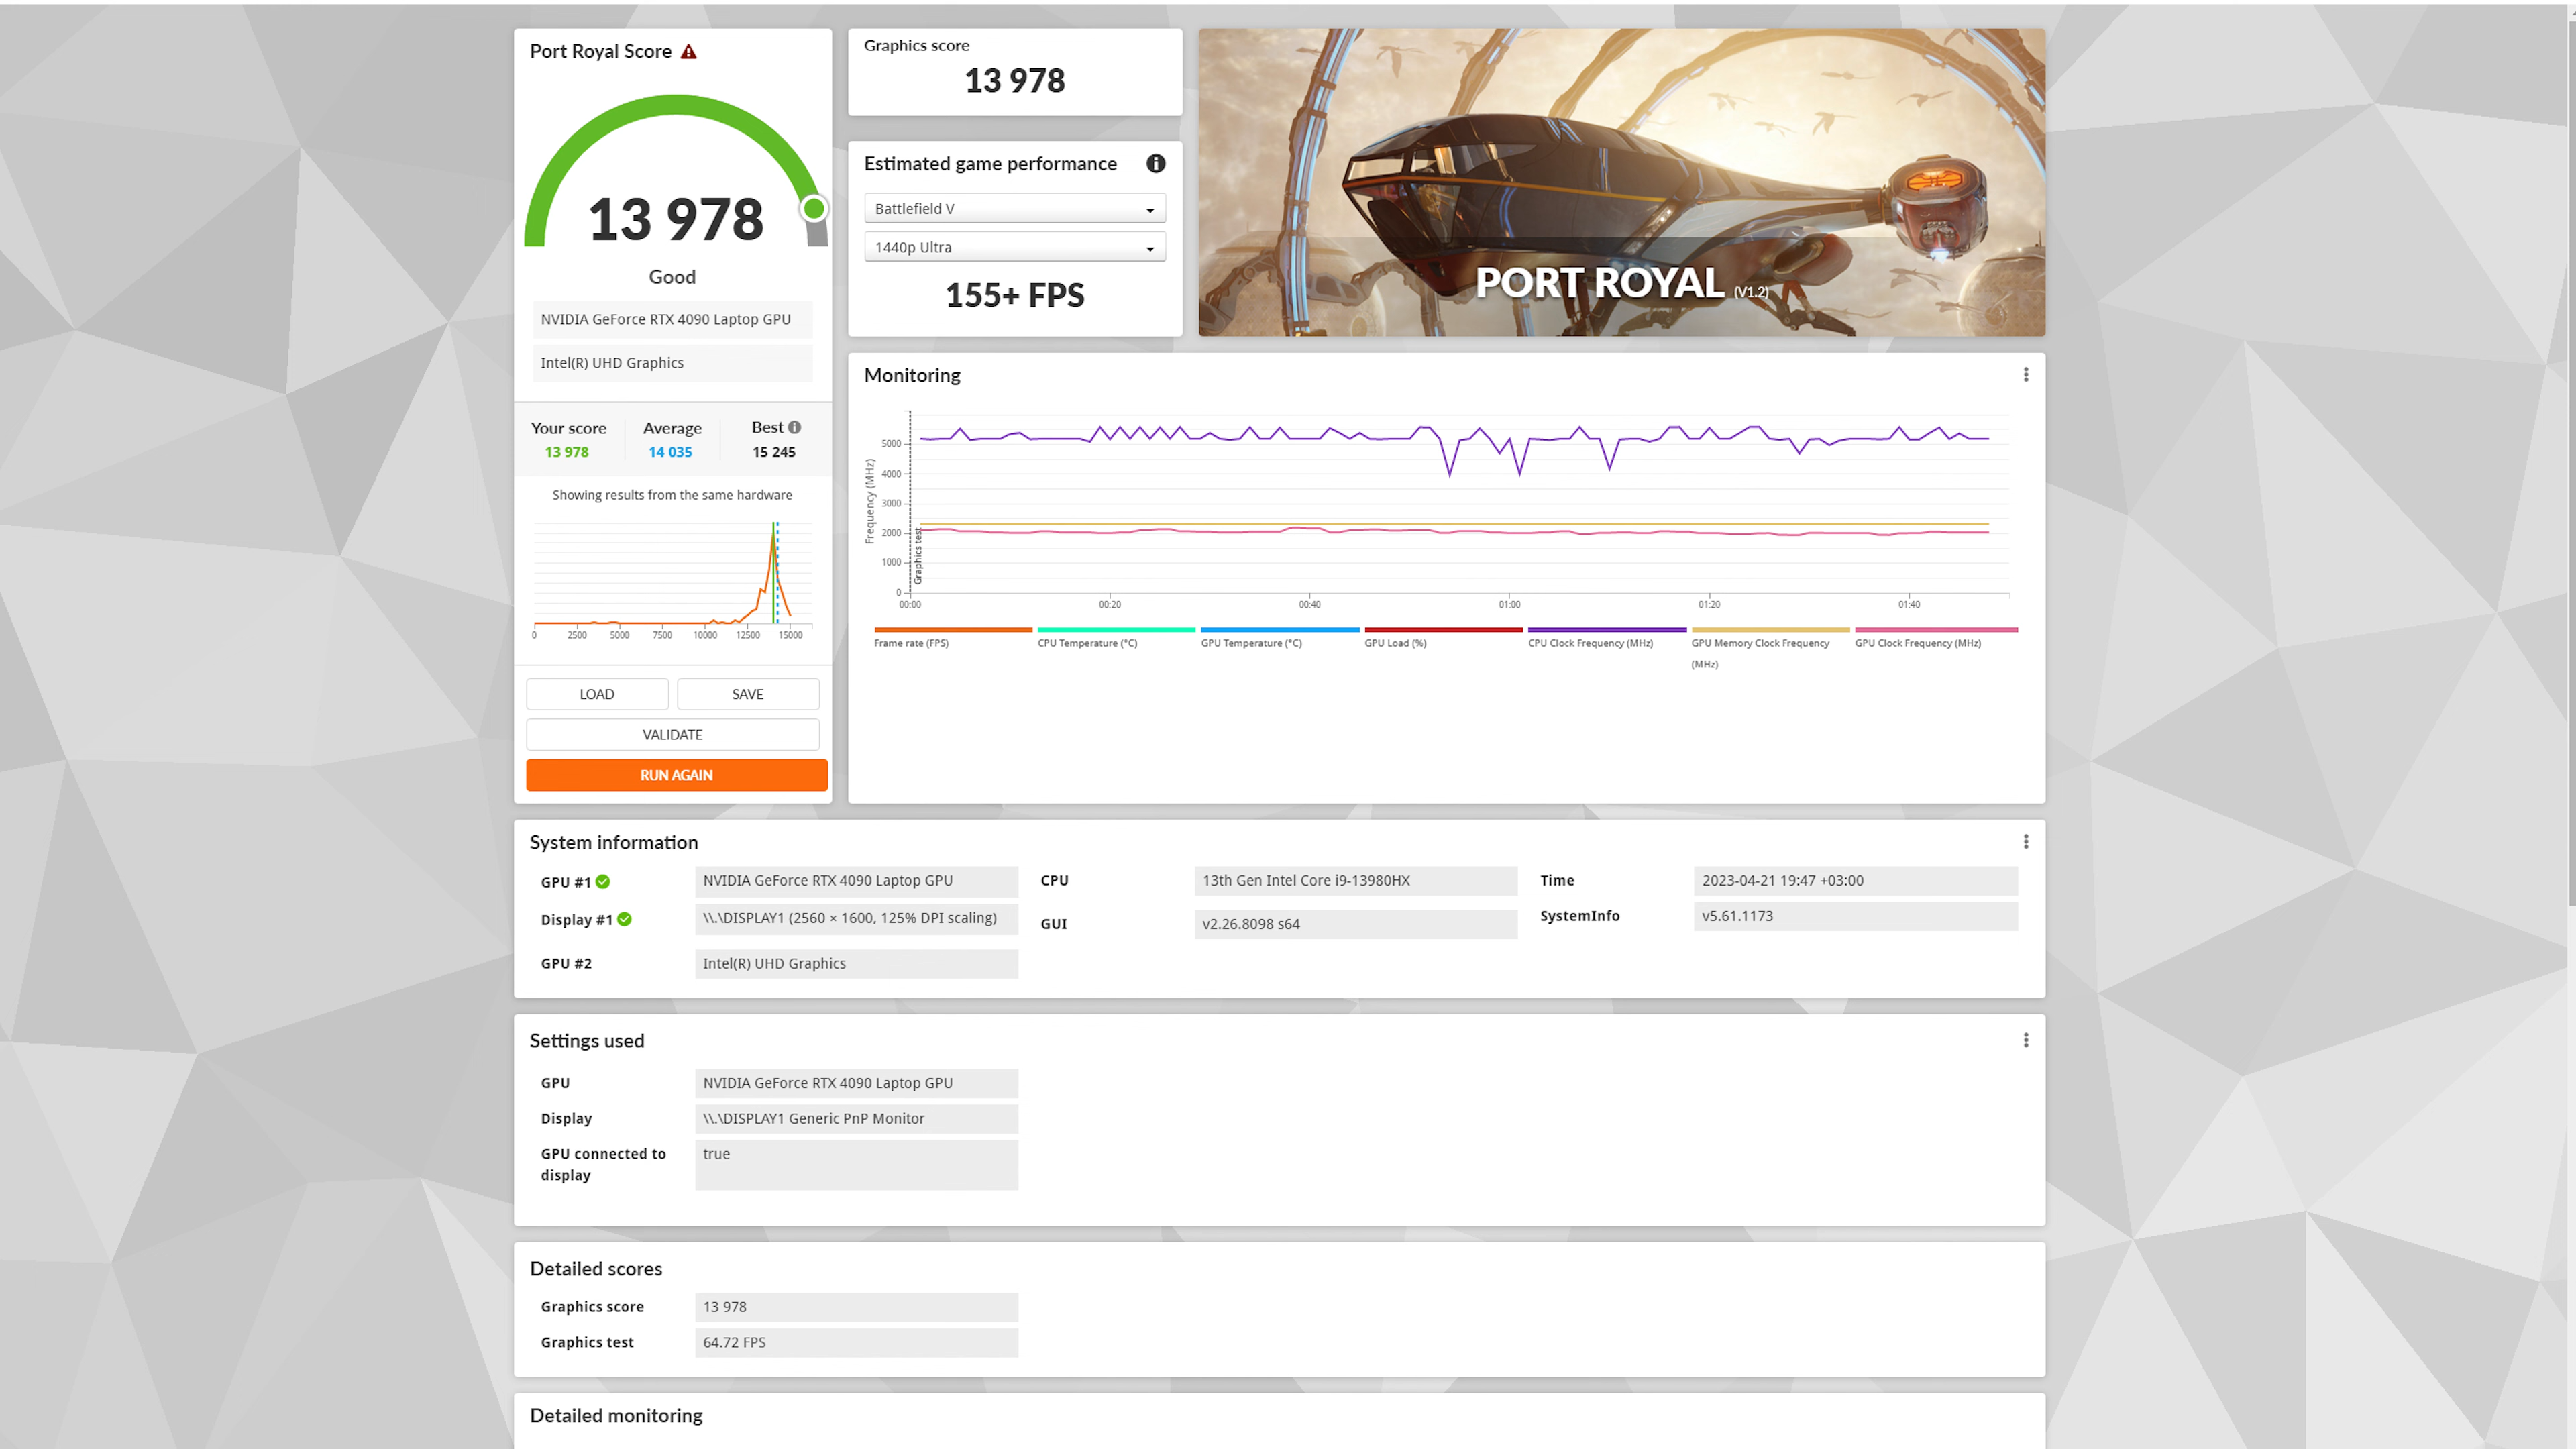 Port Royal Score
13 978
Good
NVIDIA GeForce RTX 4090 Laptop GPU
Intel(R) UHD Graphics
Your score Average Best
13 978 14 035 15 245
Showing results from the same hardware
0 2500 5000 7500 10000 12500 15000
LOAD SAVE
VALIDATE
RUN AGAIN
Graphics score
13 978
Estimated game performance
Battlefield V
1440p Ultra
155+ FPS
PORT ROYAL (V1.2)
Monitoring
Frequency (MHz)
5000
4000
3000
2000
1000
0
Graphics test
00:00 00:20 00:40 01:00 01:20 01:40
Frame rate (FPS) CPU Temperature (°C) GPU Temperature (°C) GPU Load (%) CPU Clock Frequency (MHz) GPU Memory Clock Frequency GPU Clock Frequency (MHz)
(MHz)
System information
GPU #1 NVIDIA GeForce RTX 4090 Laptop GPU CPU 13th Gen Intel Core i9-13980HX Time 2023-04-21 19:47 +03:00
Display #1 \\.\DISPLAY1 (2560 × 1600, 125% DPI scaling) GUI v2.26.8098 s64 SystemInfo v5.61.1173
GPU #2 Intel(R) UHD Graphics
Settings used
GPU NVIDIA GeForce RTX 4090 Laptop GPU
Display \\.\DISPLAY1 Generic PnP Monitor
GPU connected to true
display
Detailed scores
Graphics score 13 978
Graphics test 64.72 FPS
Detailed monitoring